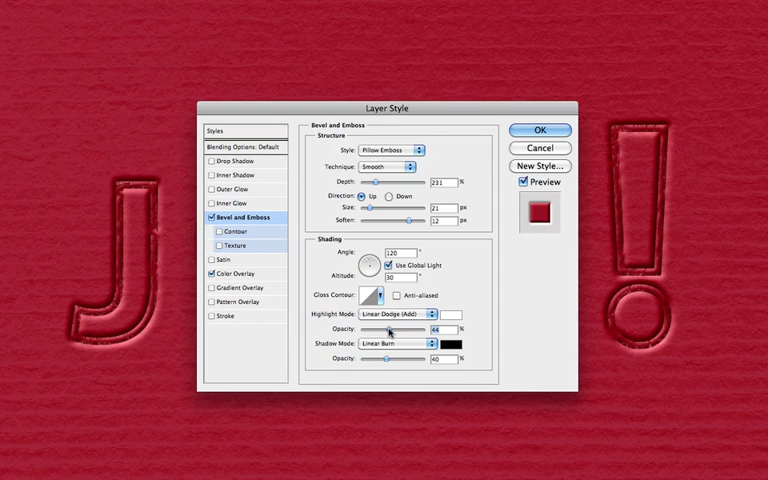 J !
Layer Style
Styles
Blending Options: Default
Drop Shadow
Inner Shadow
Outer Glow
Inner Glow
Bevel and Emboss
Contour
Texture
Satin
Color Overlay
Gradient Overlay
Pattern Overlay
Stroke
Bevel and Emboss
Structure
Style: Pillow Emboss
Technique: Smooth
Depth: 231 %
Direction: Up Down
Size: 21 px
Soften: 12 px
Shading
Angle: 120 °
Use Global Light
Altitude: 30 °
Gloss Contour: Anti-aliased
Highlight Mode: Linear Dodge (Add)
Opacity: 44 %
Shadow Mode: Linear Burn
Opacity: 40 %
OK
Cancel
New Style...
Preview